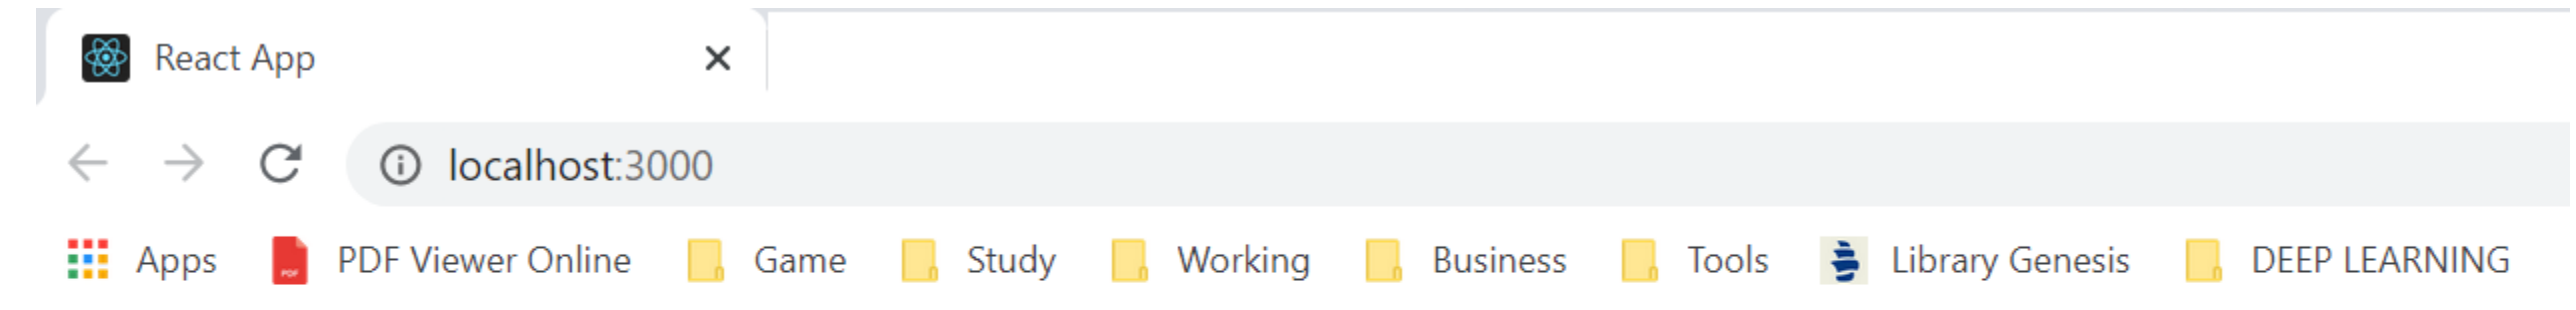 React App
localhost:3000
Apps PDF Viewer Online Game Study Working Business Tools Library Genesis DEEP LEARNING